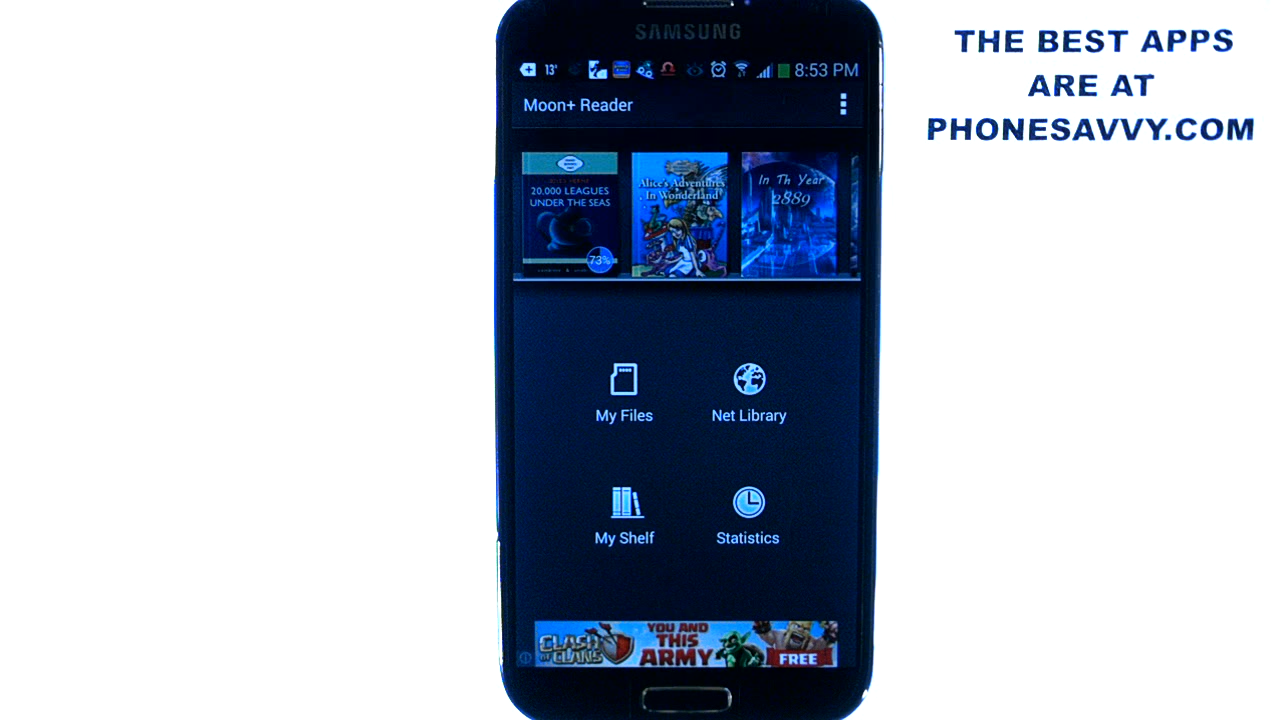 SAMSUNG
THE BEST APPS
ARE AT
PHONESAVVY.COM
13°
8:53 PM
Moon+ Reader
20,000 LEAGUES
UNDER THE SEAS
73%
Alice's Adventures
In Wonderland
In Th Year
2889
My Files
Net Library
My Shelf
Statistics
CLASH
OF CLANS
YOU AND
THIS
ARMY
FREE